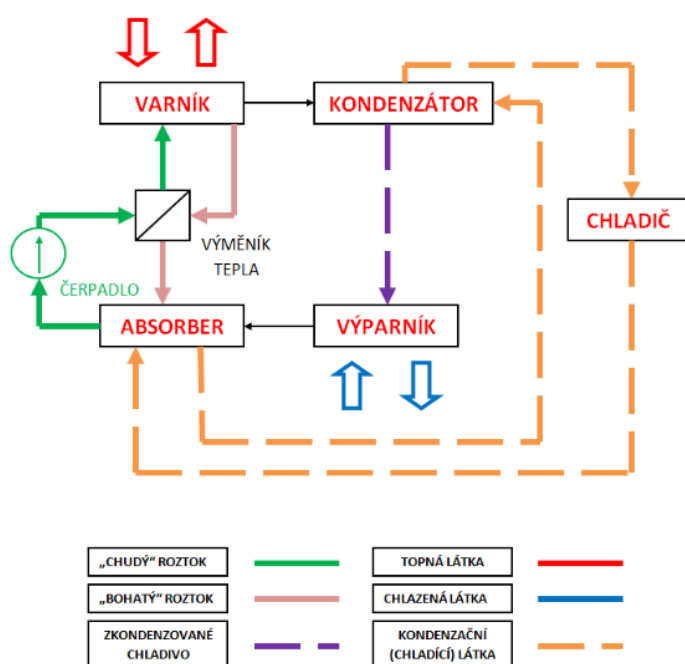 VARNÍK
KONDENZÁTOR
CHLADIČ
VÝMĚNÍK
TEPLA
ČERPADLO
ABSORBER
VÝPARNÍK
„CHUDÝ“ ROZTOK
TOPNÁ LÁTKA
„BOHATÝ“ ROZTOK
CHLAZENÁ LÁTKA
ZKONDENZOVANÉ
CHLADIVO
KONDENZAČNÍ
(CHLADÍCÍ) LÁTKA